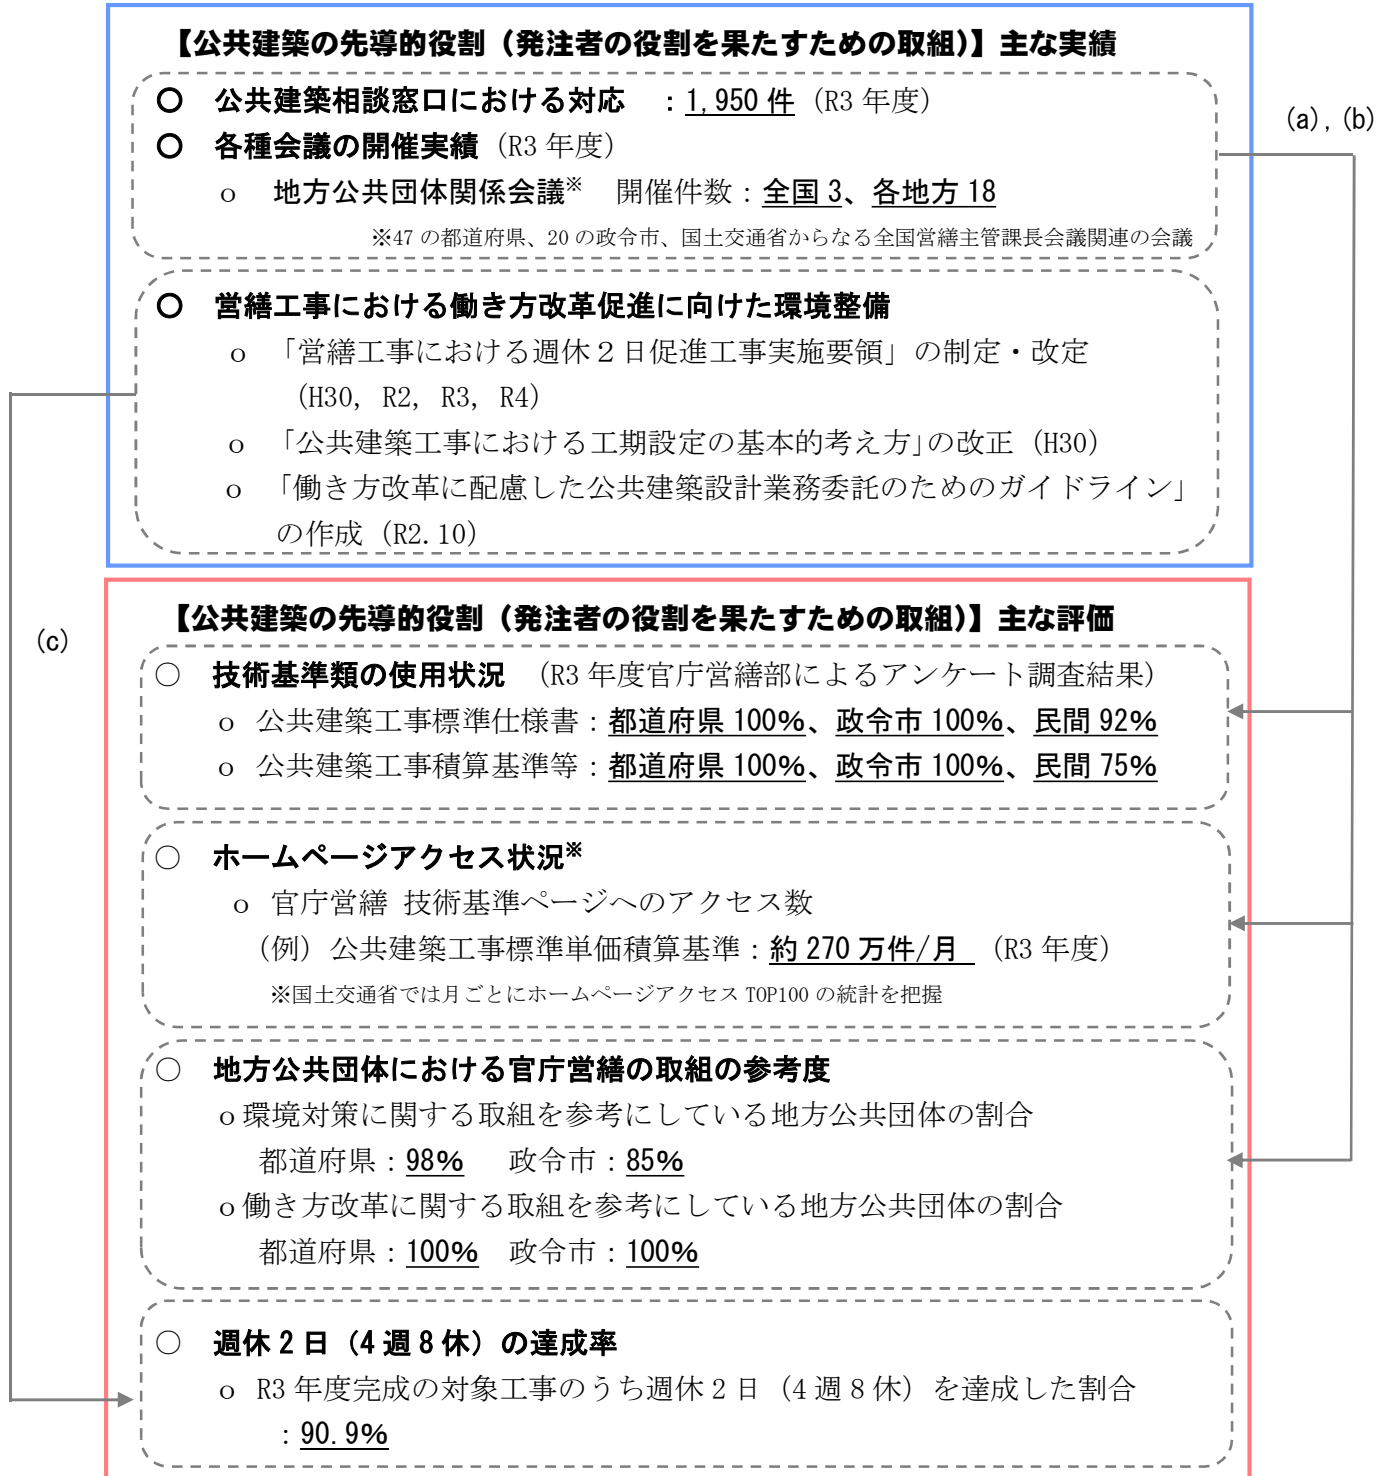 【公共建築の先導的役割（発注者の役割を果たすための取組）】主な実績
○ 公共建築相談窓口における対応 ：1,950件（R3年度）
(a),(b)
○ 各種会議の開催実績（R3年度）
o 地方公共団体関係会議※ 開催件数：全国3、各地方18
※47の都道府県、20の政令市、国土交通省からなる全国営繕主管課長会議関連の会議
○ 営繕工事における働き方改革促進に向けた環境整備
o 「営繕工事における週休２日促進工事実施要領」の制定・改定
（H30, R2, R3, R4）
o 「公共建築工事における工期設定の基本的考え方」の改正（H30）
o 「働き方改革に配慮した公共建築設計業務委託のためのガイドライン」
の作成（R2.10）
【公共建築の先導的役割（発注者の役割を果たすための取組）】主な評価
(c)
○ 技術基準類の使用状況 （R3年度官庁営繕部によるアンケート調査結果）
o 公共建築工事標準仕様書：都道府県100％、政令市100％、民間92％
o 公共建築工事積算基準等：都道府県100％、政令市100％、民間75％
○ ホームページアクセス状況※
o 官庁営繕 技術基準ページへのアクセス数
（例）公共建築工事標準単価積算基準：約270万件/月 （R3年度）
※国土交通省では月ごとにホームページアクセスTOP100の統計を把握
○ 地方公共団体における官庁営繕の取組の参考度
o 環境対策に関する取組を参考にしている地方公共団体の割合
都道府県：98％ 政令市：85％
o 働き方改革に関する取組を参考にしている地方公共団体の割合
都道府県：100％ 政令市：100％
○ 週休2日（4週8休）の達成率
o R3年度完成の対象工事のうち週休2日（4週8休）を達成した割合
：90.9％